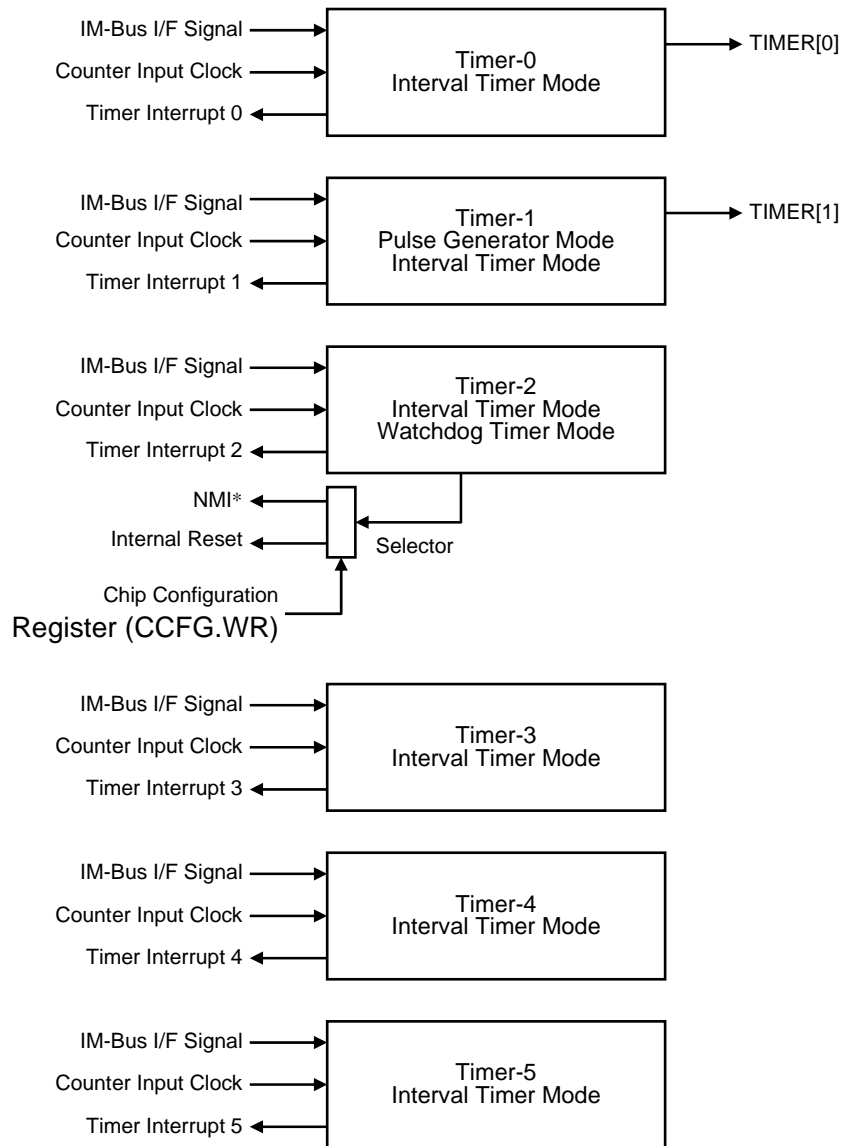 IM-Bus I/F Signal
Counter Input Clock
Timer Interrupt 0
Timer-0
Interval Timer Mode
TIMER[0]
IM-Bus I/F Signal
Counter Input Clock
Timer Interrupt 1
Timer-1
Pulse Generator Mode
Interval Timer Mode
TIMER[1]
IM-Bus I/F Signal
Counter Input Clock
Timer Interrupt 2
Timer-2
Interval Timer Mode
Watchdog Timer Mode
NMI*
Internal Reset
Selector
Chip Configuration
Register (CCFG.WR)
IM-Bus I/F Signal
Counter Input Clock
Timer Interrupt 3
Timer-3
Interval Timer Mode
IM-Bus I/F Signal
Counter Input Clock
Timer Interrupt 4
Timer-4
Interval Timer Mode
IM-Bus I/F Signal
Counter Input Clock
Timer Interrupt 5
Timer-5
Interval Timer Mode